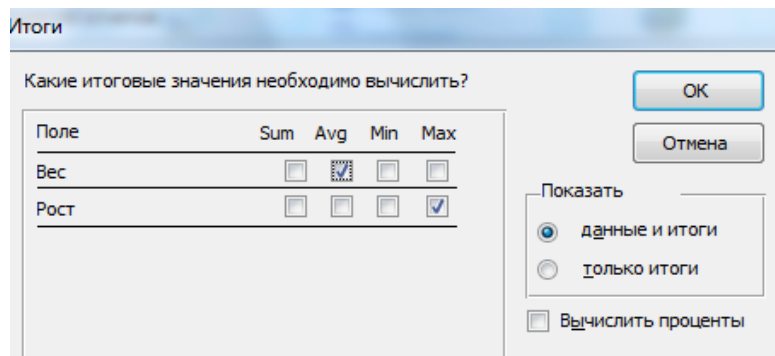 Итоги
Какие итоговые значения необходимо вычислить?
OK
Отмена
Поле Sum Avg Min Max
Вес
Рост
Показать
данные и итоги
только итоги
Вычислить проценты